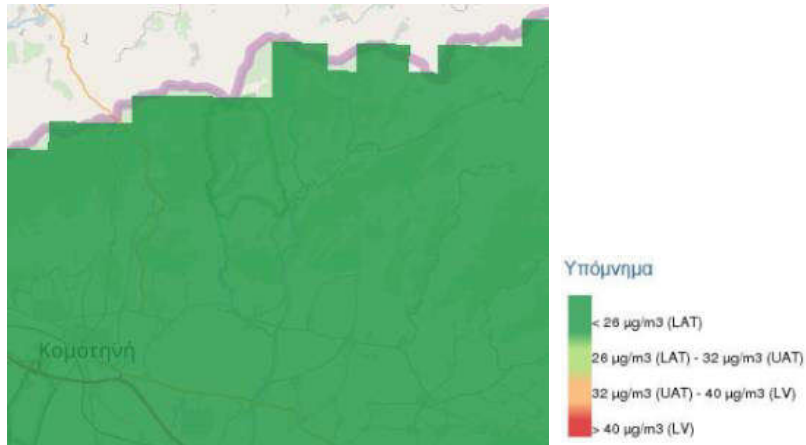 Κομοτηνή
Υπόμνημα
< 26 μg/m3 (LAT)
26 μg/m3 (LAT) - 32 μg/m3 (UAT)
32 μg/m3 (UAT) - 40 μg/m3 (LV)
> 40 μg/m3 (LV)